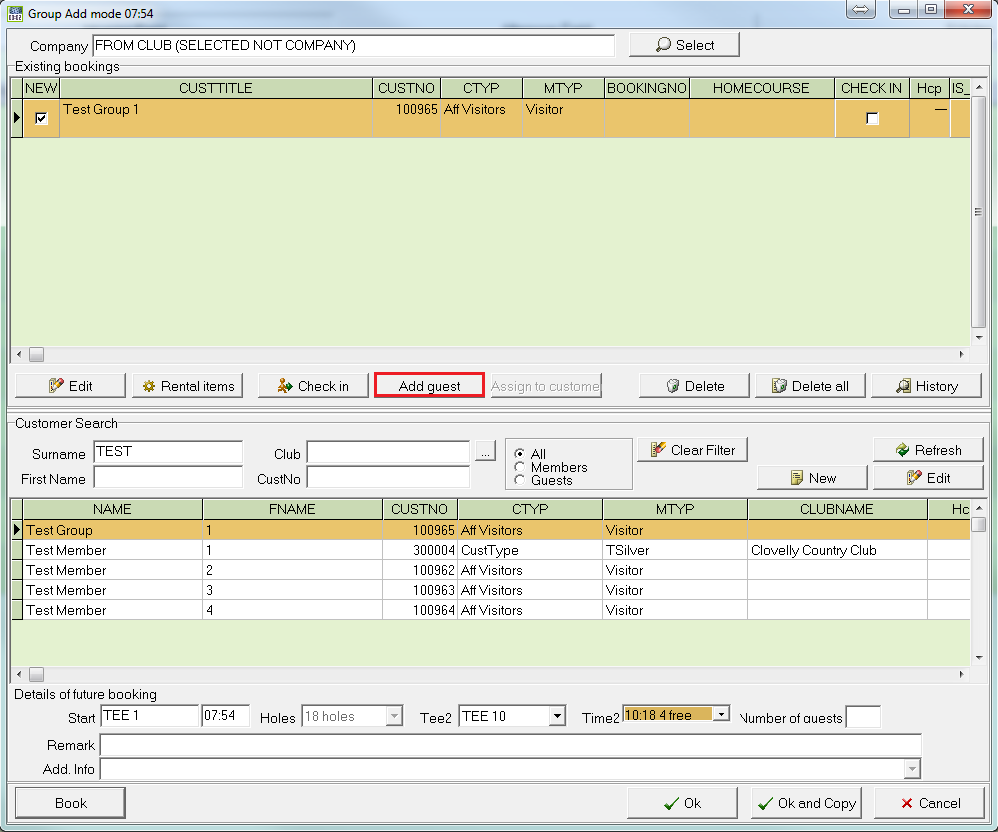 Group Add mode 07:54
Company FROM CLUB (SELECTED NOT COMPANY) Select
Existing bookings
NEW CUSTTITLE CUSTNO CTYP MTYP BOOKINGNO HOMECOURSE CHECK IN Hcp IS_
Test Group 1 100965 Aff Visitors Visitor —
Edit Rental items Check in Add guest Assign to custome Delete Delete all History
Customer Search
Surname TEST Club ... All Clear Filter Refresh
First Name CustNo Members New Edit
Guests
NAME FNAME CUSTNO CTYP MTYP CLUBNAME Hc
Test Group 1 100965 Aff Visitors Visitor
Test Member 1 300004 CustType TSilver Clovelly Country Club
Test Member 2 100962 Aff Visitors Visitor
Test Member 3 100963 Aff Visitors Visitor
Test Member 4 100964 Aff Visitors Visitor
Details of future booking
Start TEE 1 07:54 Holes 18 holes Tee2 TEE 10 Time2 10:18 4 free Number of guests
Remark
Add. Info
Book Ok Ok and Copy Cancel